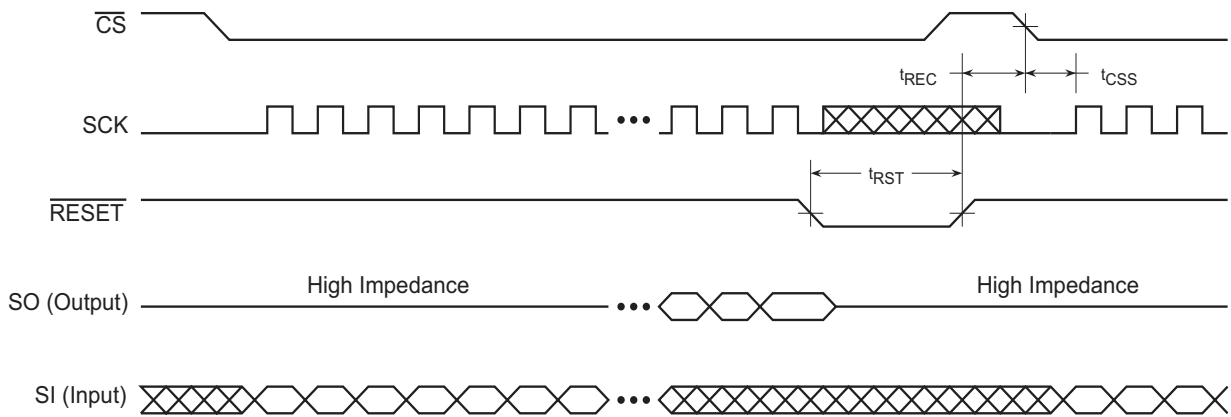 CS
tREC
tCSS
SCK
•••
tRST
RESET
High Impedance
High Impedance
SO (Output)
•••
SI (Input)
•••